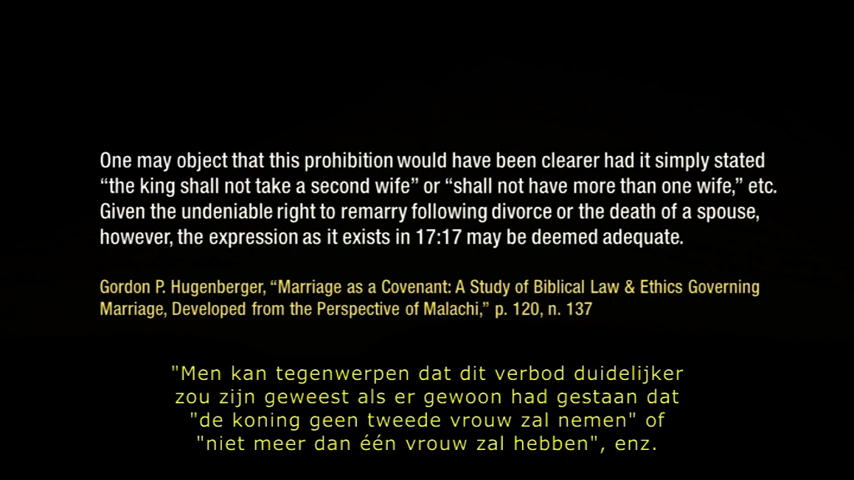 One may object that this prohibition would have been clearer had it simply stated
“the king shall not take a second wife” or “shall not have more than one wife,” etc.
Given the undeniable right to remarry following divorce or the death of a spouse,
however, the expression as it exists in 17:17 may be deemed adequate.
Gordon P. Hugenberger, “Marriage as a Covenant: A Study of Biblical Law & Ethics Governing
Marriage, Developed from the Perspective of Malachi,” p. 120, n. 137
"Men kan tegenwerpen dat dit verbod duidelijker
zou zijn geweest als er gewoon had gestaan dat
"de koning geen tweede vrouw zal nemen" of
"niet meer dan één vrouw zal hebben", enz.